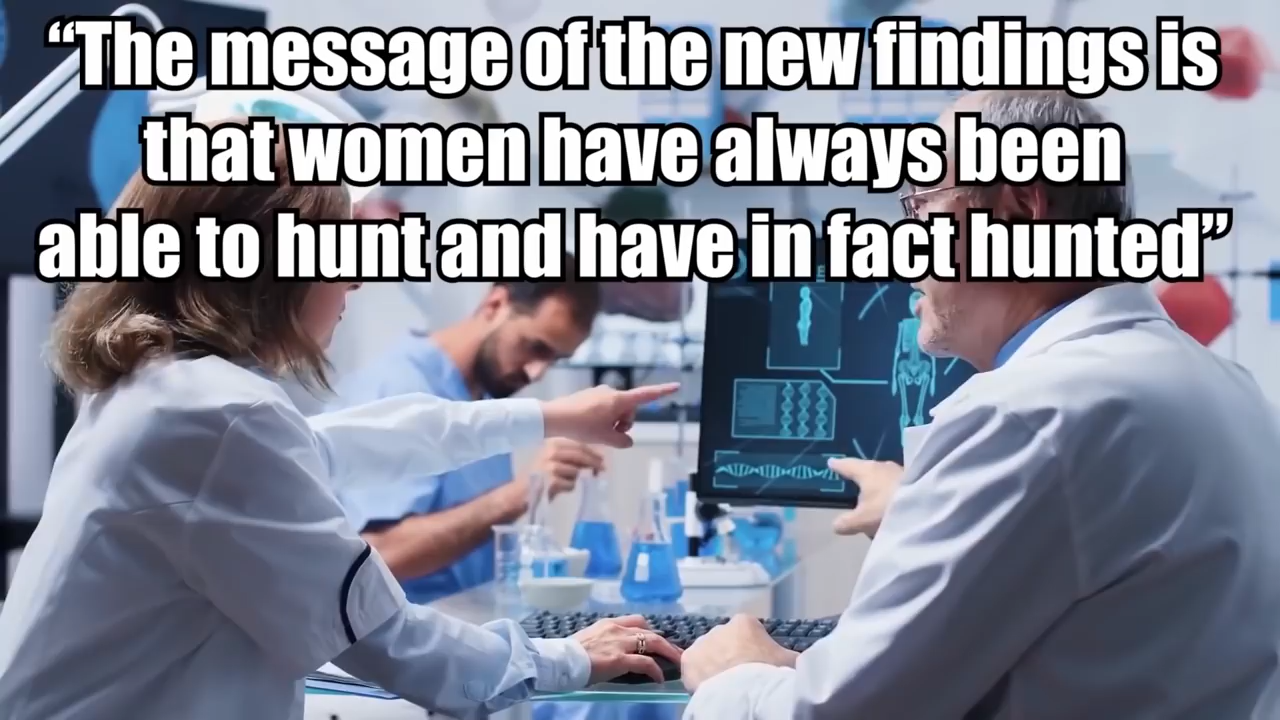 “The message of the new findings is
that women have always been
able to hunt and have in fact hunted”